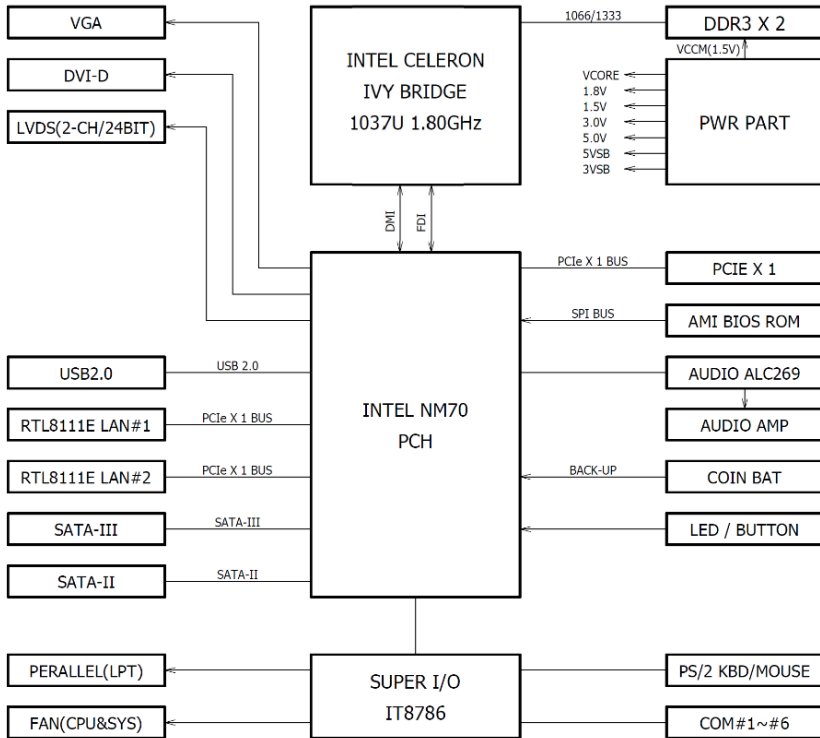 VGA
DVI-D
LVDS(2-CH/24BIT)
INTEL CELERON
IVY BRIDGE
1037U 1.80GHz
1066/1333
DDR3 X 2
VCCM(1.5V)
VCORE
1.8V
1.5V
3.0V
5.0V
5VSB
3VSB
PWR PART
DMI
FDI
PCIe X 1 BUS
PCIE X 1
SPI BUS
AMI BIOS ROM
USB2.0
USB 2.0
AUDIO ALC269
RTL8111E LAN#1
PCIe X 1 BUS
INTEL NM70
PCH
AUDIO AMP
RTL8111E LAN#2
PCIe X 1 BUS
BACK-UP
COIN BAT
SATA-III
SATA-III
LED / BUTTON
SATA-II
SATA-II
PERALLEL(LPT)
SUPER I/O
IT8786
PS/2 KBD/MOUSE
FAN(CPU&SYS)
COM#1~#6